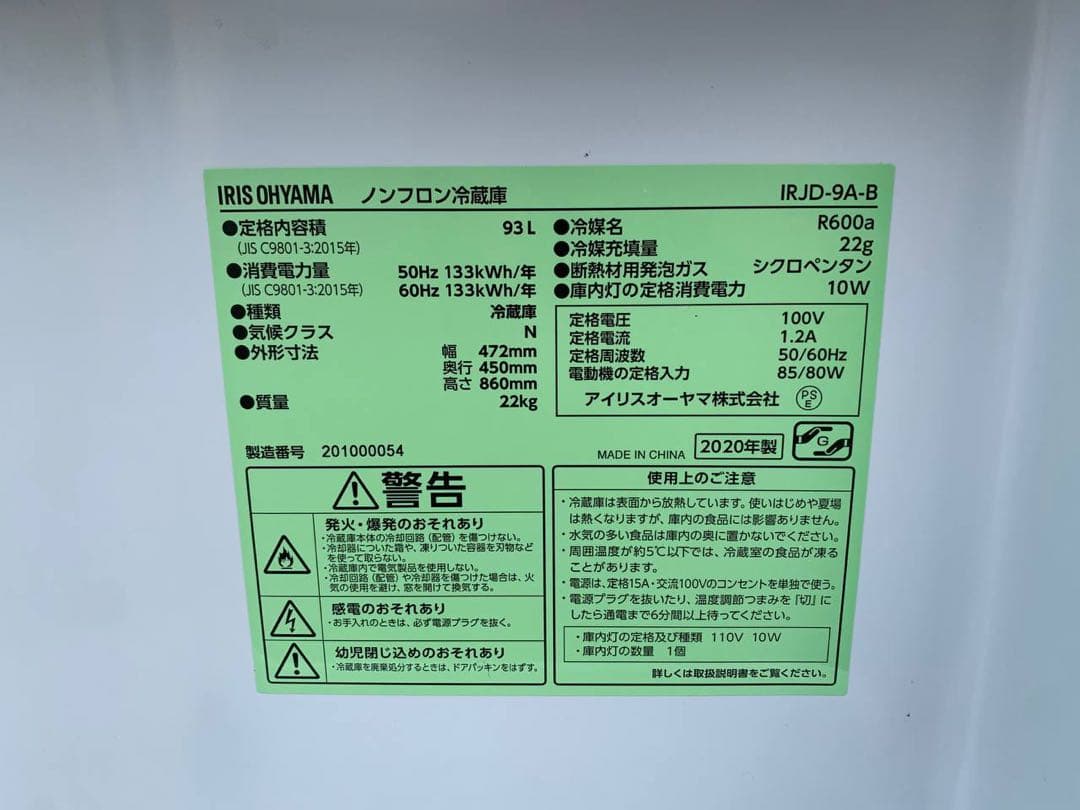 IRIS OHYAMA ノンフロン冷蔵庫 IRJD-9A-B
●定格内容積 93L
(JIS C9801-3:2015年)
●消費電力量 50Hz 133kWh/年
(JIS C9801-3:2015年) 60Hz 133kWh/年
●種類 冷蔵庫
●気候クラス N
●外形寸法 幅 472mm
奥行 450mm
高さ 860mm
●質量 22kg
●冷媒名 R600a
●冷媒充填量 22g
●断熱材用発泡ガス シクロペンタン
●庫内灯の定格消費電力 10W
定格電圧 100V
定格電流 1.2A
定格周波数 50/60Hz
電動機の定格入力 85/80W
アイリスオーヤマ株式会社 PSE
製造番号 201000054
MADE IN CHINA 2020年製 G
警告
発火・爆発のおそれあり
・冷蔵庫本体の冷却回路(配管)を傷つけない。
・冷却器についた霜や、凍りついた容器を刃物など
を使って取らない。
・冷蔵庫内で電気製品を使用しない。
・冷却回路(配管)や冷却器を傷つけた場合は、火
気の使用を避け、窓を開けて換気する。
感電のおそれあり
・お手入れのときは、必ず電源プラグを抜く。
幼児閉じ込めのおそれあり
・冷蔵庫を廃棄処分するときは、ドアパッキンをはずす。
使用上のご注意
・冷蔵庫は表面から放熱しています。使いはじめや夏場
は熱くなりますが、庫内の食品には影響ありません。
・水気の多い食品は庫内の奥に置かないでください。
・周囲温度が約5℃以下では、冷蔵室の食品が凍る
ことがあります。
・電源は、定格15A・交流100Vのコンセントを単独で使う。
・電源プラグを抜いたり、温度調節つまみを「切」に
したら通電まで6分間以上待ってください。
・庫内灯の定格及び種類 110V 10W
・庫内灯の数量 1個
詳しくは取扱説明書をご覧ください。